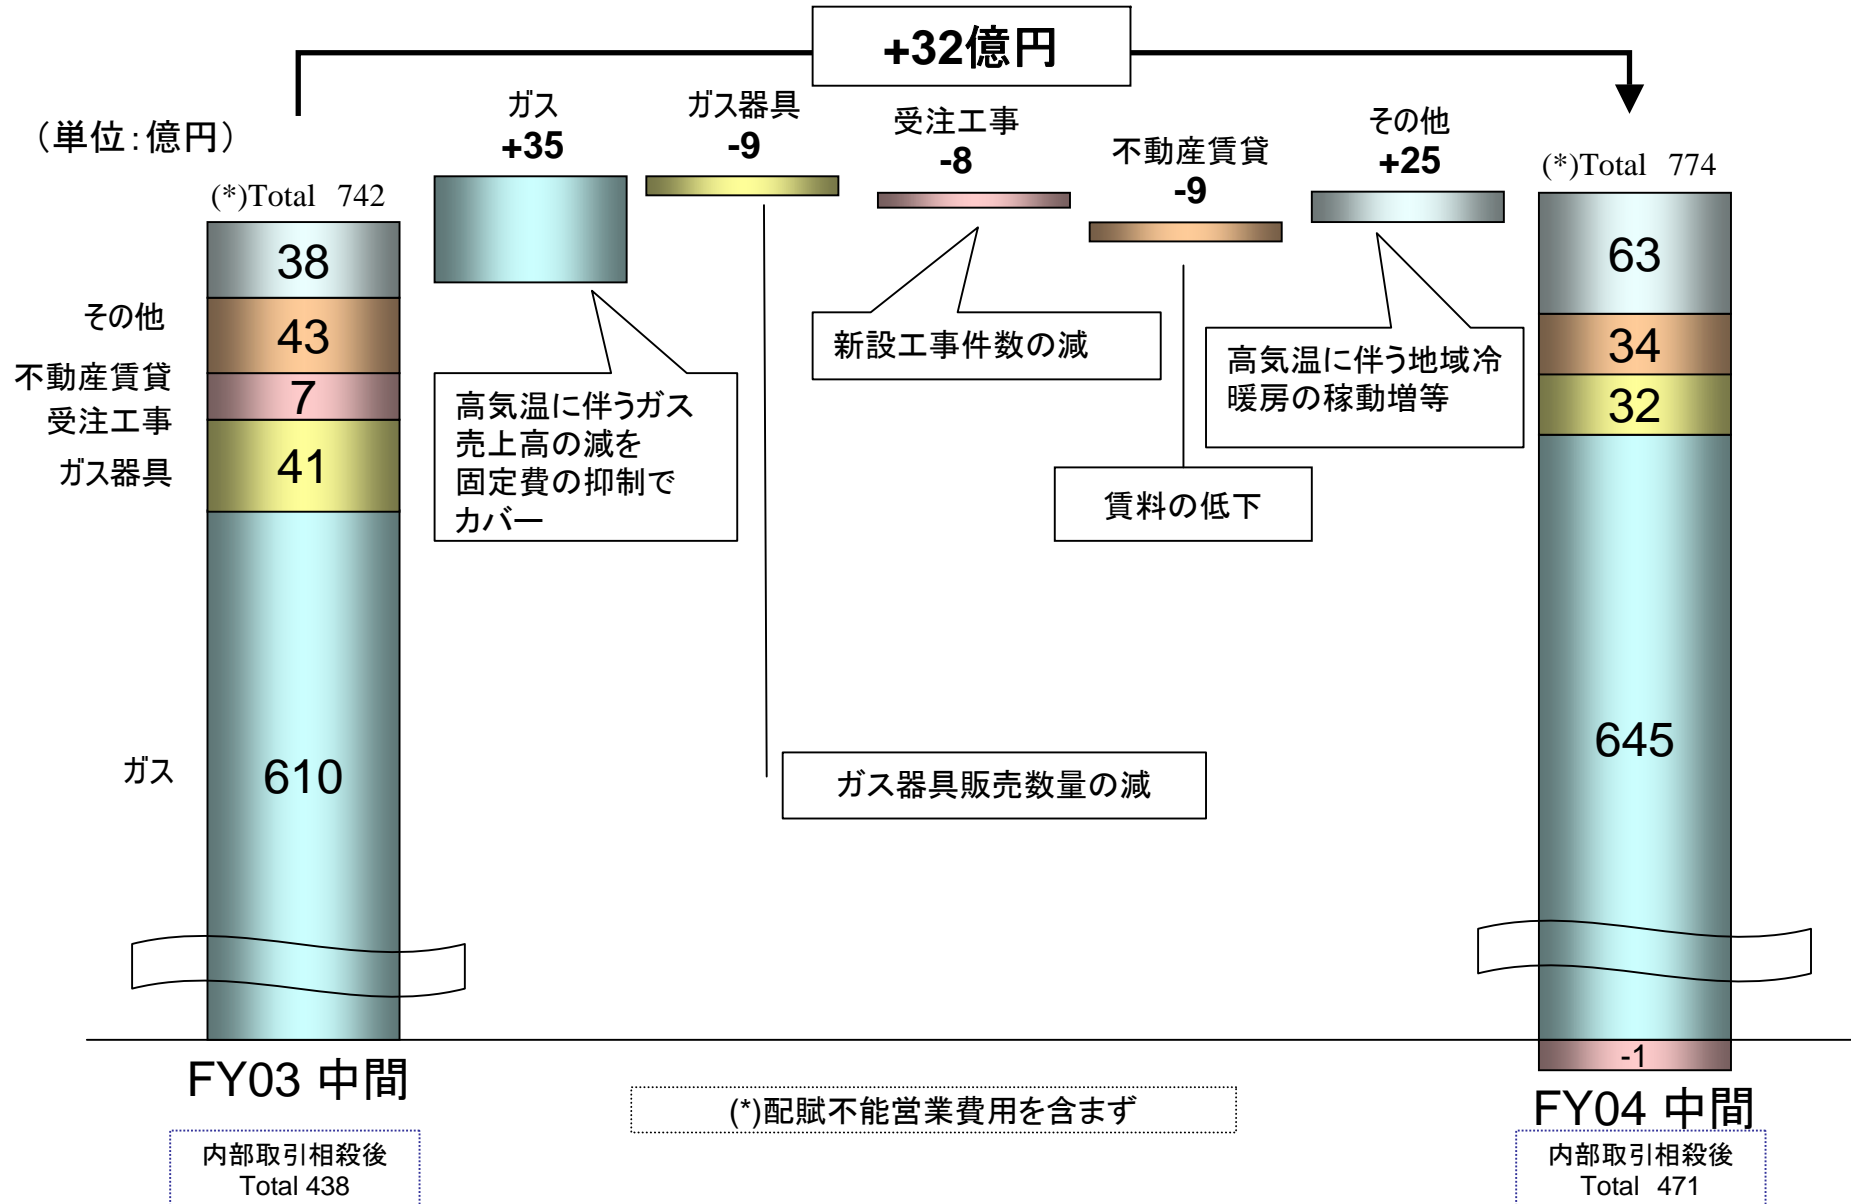 +32億円
（単位：億円）
ガス
+35
ガス器具
-9
受注工事
-8
不動産賃貸
-9
その他
+25
(*)Total 742
(*)Total 774
38
43
7
41
610
その他
不動産賃貸
受注工事
ガス器具
ガス
高気温に伴うガス
売上高の減を
固定費の抑制で
カバー
新設工事件数の減
賃料の低下
高気温に伴う地域冷
暖房の稼動増等
ガス器具販売数量の減
63
34
32
645
-1
FY03 中間
(*)配賦不能営業費用を含まず
FY04 中間
内部取引相殺後
Total 438
内部取引相殺後
Total 471